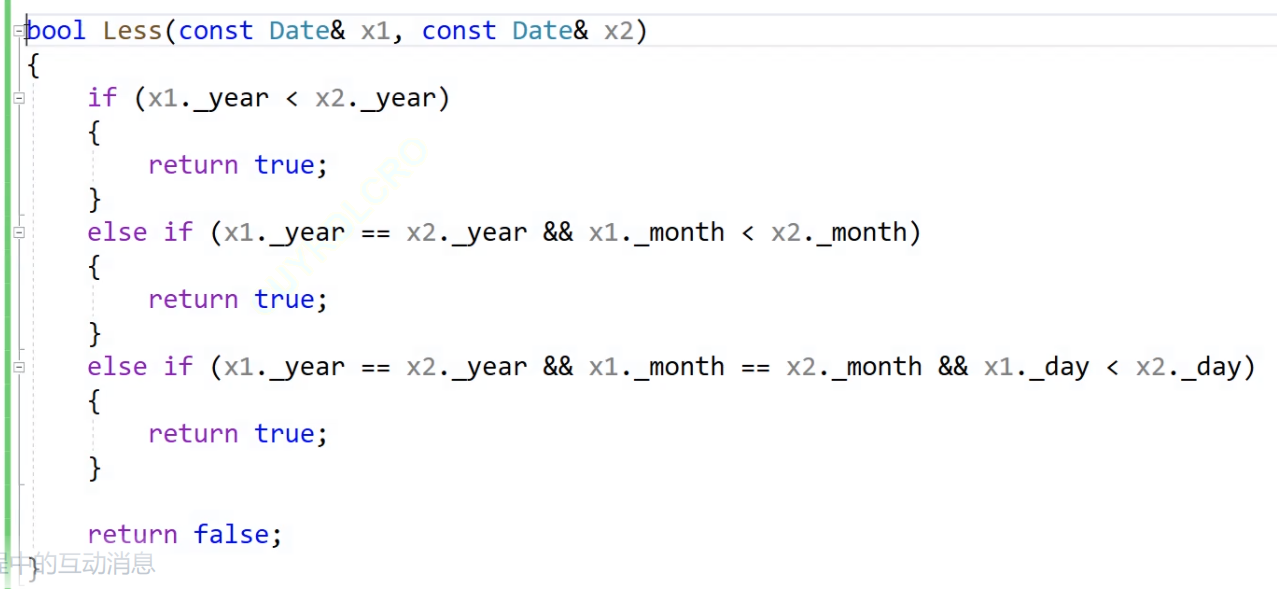 bool Less(const Date& x1, const Date& x2)
{
    if (x1._year < x2._year)
    {
        return true;
    }
    else if (x1._year == x2._year && x1._month < x2._month)
    {
        return true;
    }
    else if (x1._year == x2._year && x1._month == x2._month && x1._day < x2._day)
    {
        return true;
    }

    return false;
}
中的互动消息